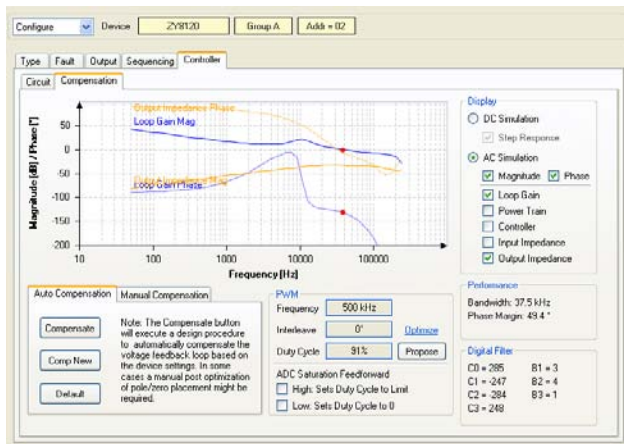 Configure Device ZY8120 Group A Addr = 02
Type Fault Output Sequencing Controller
Circuit Compensation
Output Impedance Phase
Loop Gain Mag
Output Impedance Mag
Loop Gain Phase
Magnitude [dB] / Phase [°]
50
0
-50
-100
-150
-200
10 100 1000 10000 100000
Frequency [Hz]
Display
DC Simulation
Step Response
AC Simulation
Magnitude Phase
Loop Gain
Power Train
Controller
Input Impedance
Output Impedance
Auto Compensation Manual Compensation
Compensate
Comp New
Default
Note: The Compensate button
will execute a design procedure
to automatically compensate the
voltage feedback loop based on
the device settings. In some
cases a manual post optimization
of pole/zero placement might be
required.
PWM
Frequency 500 kHz
Interleave 0° Optimize
Duty Cycle 91% Propose
ADC Saturation Feedforward
High: Sets Duty Cycle to Limit
Low: Sets Duty Cycle to 0
Performance
Bandwidth: 37.5 kHz
Phase Margin: 49.4 °
Digital Filter
C0 = 285 B1 = 3
C1 = -247 B2 = 4
C2 = -284 B3 = 1
C3 = 248